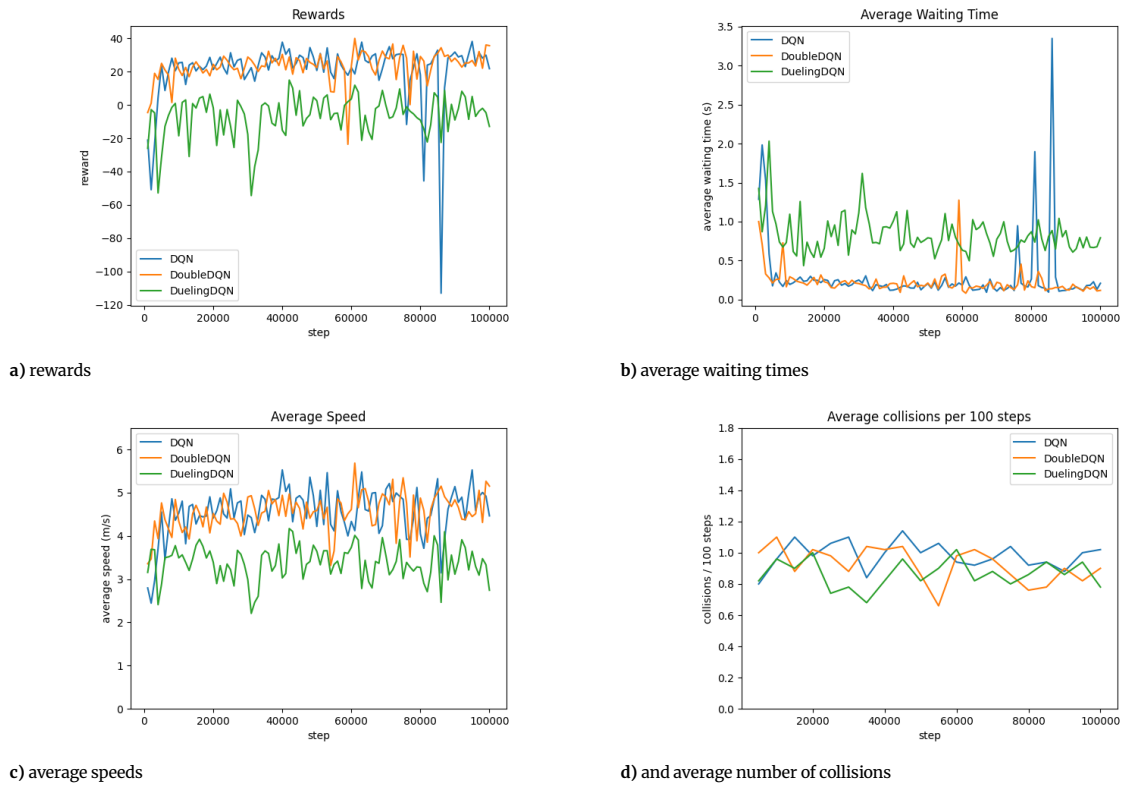 Rewards
40
20
0
−20
−40
−60
−80
−100
−120
reward
DQN
DoubleDQN
DuelingDQN
0 20000 40000 60000 80000 100000
step
a) rewards
Average Waiting Time
3.5
3.0
2.5
2.0
1.5
1.0
0.5
0.0
average waiting time (s)
DQN
DoubleDQN
DuelingDQN
0 20000 40000 60000 80000 100000
step
b) average waiting times
Average Speed
6
5
4
3
2
1
0
average speed (m/s)
DQN
DoubleDQN
DuelingDQN
0 20000 40000 60000 80000 100000
step
c) average speeds
Average collisions per 100 steps
1.8
1.6
1.4
1.2
1.0
0.8
0.6
0.4
0.2
0.0
collisions / 100 steps
DQN
DoubleDQN
DuelingDQN
20000 40000 60000 80000 100000
step
d) and average number of collisions